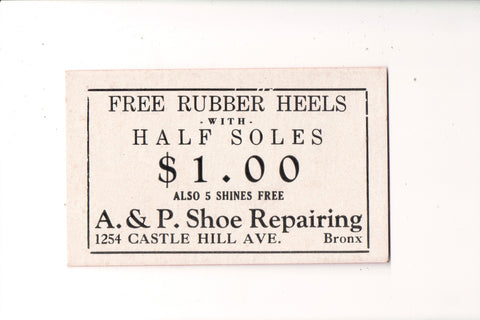 FREE RUBBER HEELS
- WITH -
HALF SOLES
$1.00
ALSO 5 SHINES FREE
A. & P. Shoe Repairing
1254 CASTLE HILL AVE. Bronx